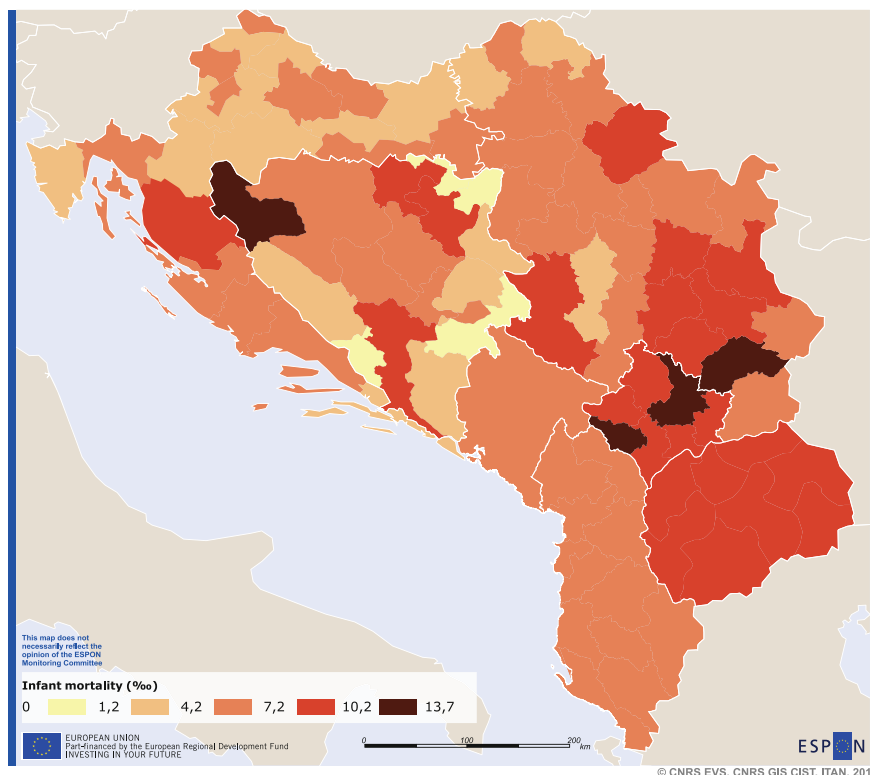 This map does not
necessarily reflect the
opinion of the ESPON
Monitoring Committee
Infant mortality (‰)
0 1,2 4,2 7,2 10,2 13,7
EUROPEAN UNION
Part-financed by the European Regional Development Fund
INVESTING IN YOUR FUTURE
0 100 200
km
ESPON
© CNRS EVS, CNRS GIS CIST, ITAN, 201